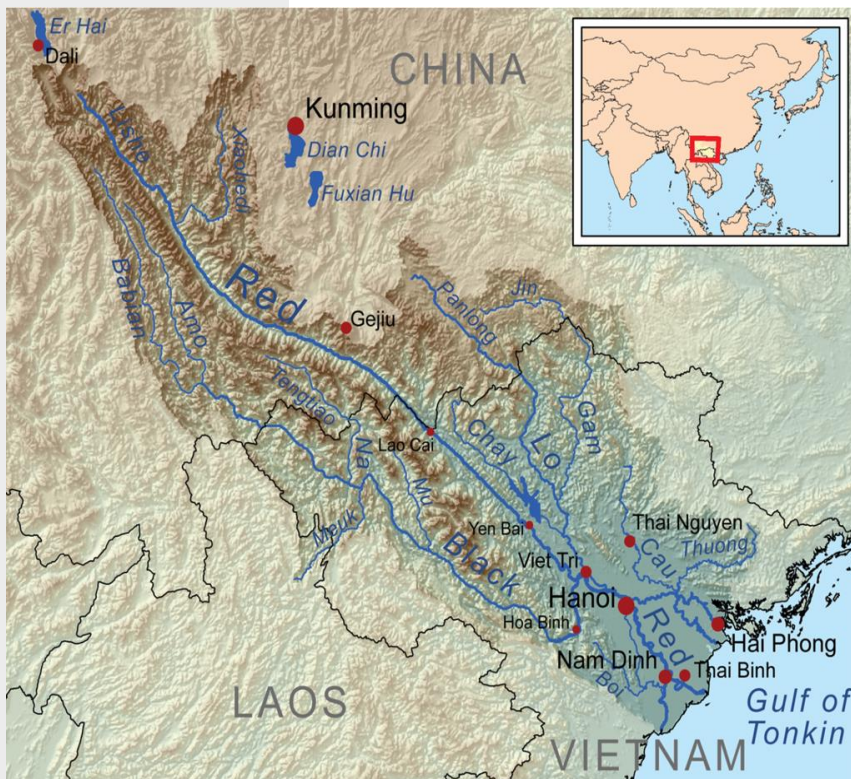 Er Hai
Dali
CHINA
Kunming
Dian Chi
Fuxian Hu
Lishe
Xiaohedi
Red
Babian
Amo
Gejiu
Panlong
Jin
Tengtiao
Lao Cai
Na
Mu
Meuk
Chay
Lo
Gam
Yen Bai
Thai Nguyen
Cau
Thuong
Viet Tri
Black
Hanoi
Hoa Binh
Red
Hai Phong
Nam Dinh
Thai Binh
Boi
LAOS
Gulf of
Tonkin
VIETNAM